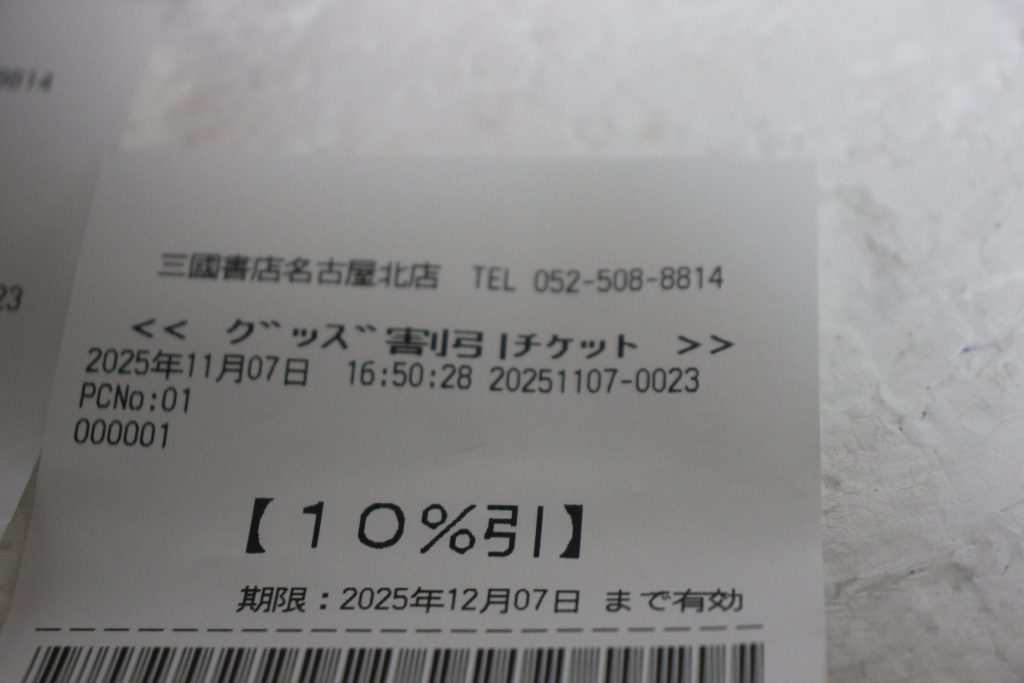 8814
23
三國書店名古屋北店 TEL 052-508-8814
<< グッズ割引チケット >>
2025年11月07日 16:50:28 20251107-0023
PCNo:01
000001
【10%引】
期限:2025年12月07日 まで有効